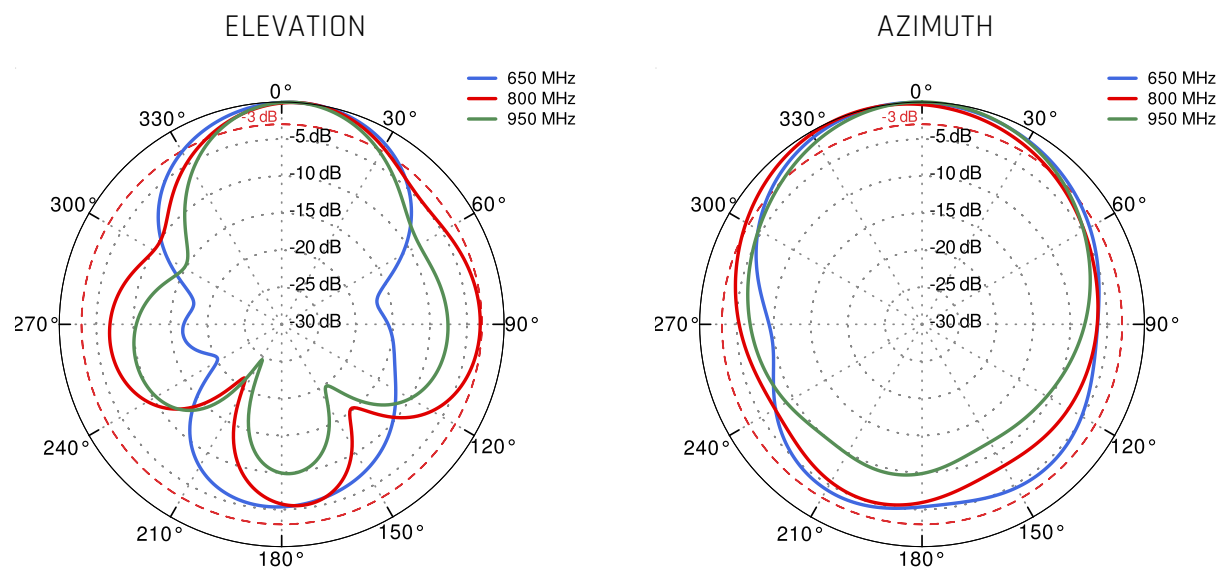 ELEVATION
650 MHz
800 MHz
950 MHz
0°
330°
-3 dB
30°
-5 dB
-10 dB
300°
60°
-15 dB
-20 dB
-25 dB
270°
-30 dB
90°
240°
120°
210°
150°
180°
AZIMUTH
650 MHz
800 MHz
950 MHz
0°
330°
-3 dB
30°
-5 dB
-10 dB
300°
60°
-15 dB
-20 dB
-25 dB
270°
-30 dB
90°
240°
120°
210°
150°
180°